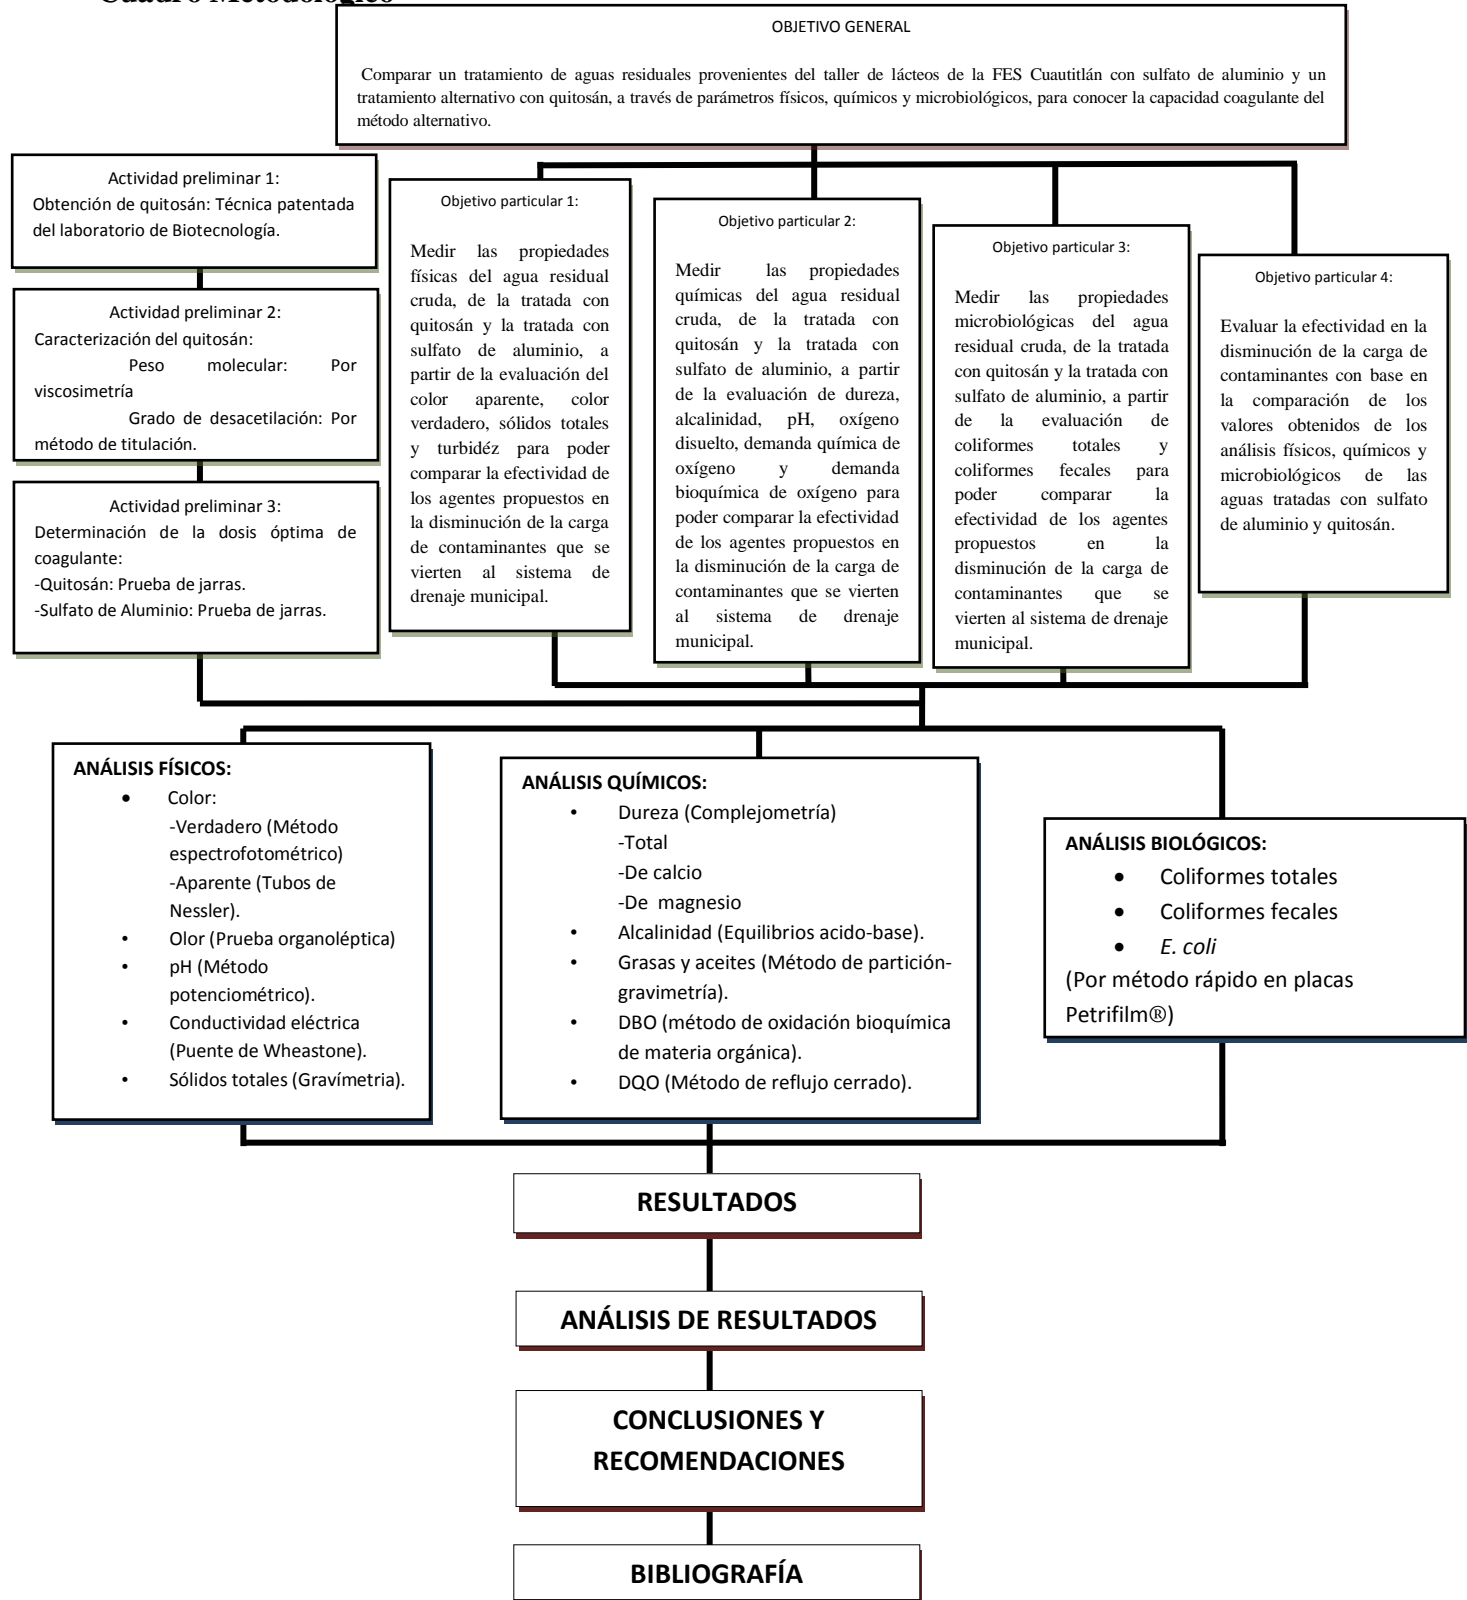 Cuadro Metodológico
OBJETIVO GENERAL
Comparar un tratamiento de aguas residuales provenientes del taller de lácteos de la FES Cuautitlán con sulfato de aluminio y un
tratamiento alternativo con quitosán, a través de parámetros físicos, químicos y microbiológicos, para conocer la capacidad coagulante del
método alternativo.
Actividad preliminar 1:
Obtención de quitosán: Técnica patentada
del laboratorio de Biotecnología.
Actividad preliminar 2:
Caracterización del quitosán:
Peso molecular: Por
viscosimetría
Grado de desacetilación: Por
método de titulación.
Actividad preliminar 3:
Determinación de la dosis óptima de
coagulante:
-Quitosán: Prueba de jarras.
-Sulfato de Aluminio: Prueba de jarras.
Objetivo particular 1:
Medir las propiedades
físicas del agua residual
cruda, de la tratada con
quitosán y la tratada con
sulfato de aluminio, a
partir de la evaluación del
color aparente, color
verdadero, sólidos totales
y turbidéz para poder
comparar la efectividad de
los agentes propuestos en
la disminución de la carga
de contaminantes que se
vierten al sistema de
drenaje municipal.
Objetivo particular 2:
Medir las propiedades
químicas del agua residual
cruda, de la tratada con
quitosán y la tratada con
sulfato de aluminio, a partir
de la evaluación de dureza,
alcalinidad, pH, oxígeno
disuelto, demanda química de
oxígeno y demanda
bioquímica de oxígeno para
poder comparar la efectividad
de los agentes propuestos en
la disminución de la carga de
contaminantes que se vierten
al sistema de drenaje
municipal.
Objetivo particular 3:
Medir las propiedades
microbiológicas del agua
residual cruda, de la tratada
con quitosán y la tratada con
sulfato de aluminio, a partir
de la evaluación de
coliformes totales y
coliformes fecales para
poder comparar la
efectividad de los agentes
propuestos en la
disminución de la carga de
contaminantes que se
vierten al sistema de drenaje
municipal.
Objetivo particular 4:
Evaluar la efectividad en la
disminución de la carga de
contaminantes con base en
la comparación de los
valores obtenidos de los
análisis físicos, químicos y
microbiológicos de las
aguas tratadas con sulfato
de aluminio y quitosán.
ANÁLISIS FÍSICOS:
• Color:
-Verdadero (Método
espectrofotométrico)
-Aparente (Tubos de
Nessler).
• Olor (Prueba organoléptica)
• pH (Método
potenciométrico).
• Conductividad eléctrica
(Puente de Wheastone).
• Sólidos totales (Gravímetria).
ANÁLISIS QUÍMICOS:
• Dureza (Complejometría)
-Total
-De calcio
-De magnesio
• Alcalinidad (Equilibrios acido-base).
• Grasas y aceites (Método de partición-
gravimetría).
• DBO (método de oxidación bioquímica
de materia orgánica).
• DQO (Método de reflujo cerrado).
ANÁLISIS BIOLÓGICOS:
• Coliformes totales
• Coliformes fecales
• E. coli
(Por método rápido en placas
Petrifilm®)
RESULTADOS
ANÁLISIS DE RESULTADOS
CONCLUSIONES Y
RECOMENDACIONES
BIBLIOGRAFÍA